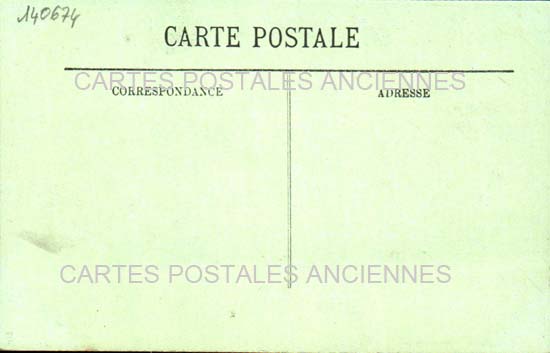 140674
CARTE POSTALE
CARTES POSTALES ANCIENNES
CORRESPONDANCE
ADRESSE
CARTES POSTALES ANCIENNES